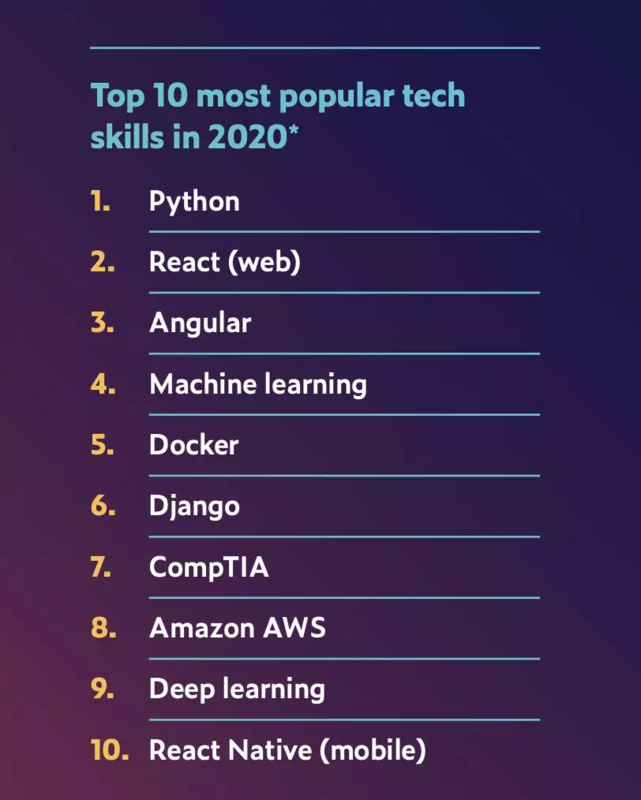 Top 10 most popular tech
skills in 2020*
1. Python
2. React (web)
3. Angular
4. Machine learning
5. Docker
6. Django
7. CompTIA
8. Amazon AWS
9. Deep learning
10. React Native (mobile)